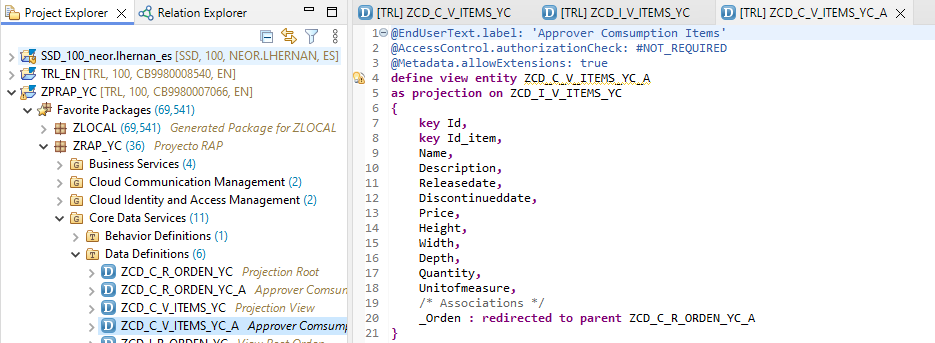 Project Explorer
Relation Explorer
SSD_100_neor.lhernan_es [SSD, 100, NEOR.LHERNAN, ES]
TRL_EN [TRL, 100, CB9980008540, EN]
ZPRAP_YC [TRL, 100, CB9980007066, EN]
Favorite Packages (69,541)
ZLOCAL (69,541) Generated Package for ZLOCAL
ZRAP_YC (36) Proyecto RAP
Business Services (4)
Cloud Communication Management (2)
Cloud Identity and Access Management (2)
Core Data Services (11)
Behavior Definitions (1)
Data Definitions (6)
ZCD_C_R_ORDEN_YC Projection Root
ZCD_C_R_ORDEN_YC_A Approver Consum
ZCD_C_V_ITEMS_YC Projection View
ZCD_C_V_ITEMS_YC_A Approver Comsump
ZCD_I_R_ORDEN_YC View Root Orden
[TRL] ZCD_C_V_ITEMS_YC
[TRL] ZCD_I_V_ITEMS_YC
[TRL] ZCD_C_V_ITEMS_YC_A
1 @EndUserText.label: 'Approver Comsumption Items'
2 @AccessControl.authorizationCheck: #NOT_REQUIRED
3 @Metadata.allowExtensions: true
4 define view entity ZCD_C_V_ITEMS_YC_A
5 as projection on ZCD_I_V_ITEMS_YC
6 {
7 key Id,
8 key Id_item,
9 Name,
10 Description,
11 Releasedate,
12 Discontinueddate,
13 Price,
14 Height,
15 Width,
16 Depth,
17 Quantity,
18 Unitofmeasure,
19 /* Associations */
20 _Orden : redirected to parent ZCD_C_R_ORDEN_YC_A
21 }